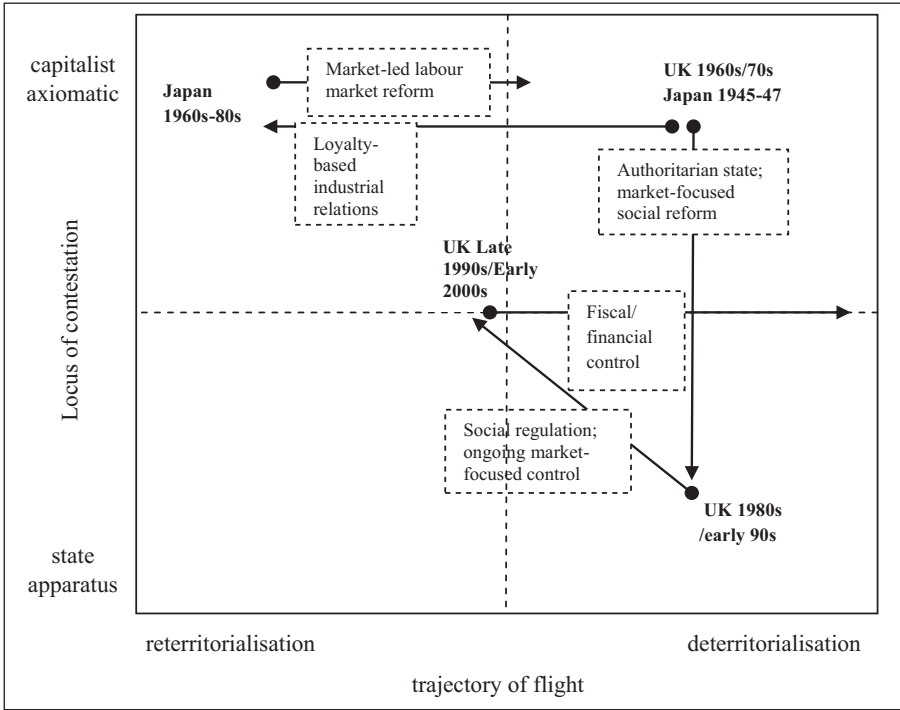 capitalist
axiomatic
Japan
1960s-80s
Market-led labour
market reform
UK 1960s/70s
Japan 1945-47
Loyalty-
based
industrial
relations
Authoritarian state;
market-focused
social reform
Locus of contestation
UK Late
1990s/Early
2000s
Fiscal/
financial
control
Social regulation;
ongoing market-
focused control
UK 1980s
/early 90s
state
apparatus
reterritorialisation
deterritorialisation
trajectory of flight